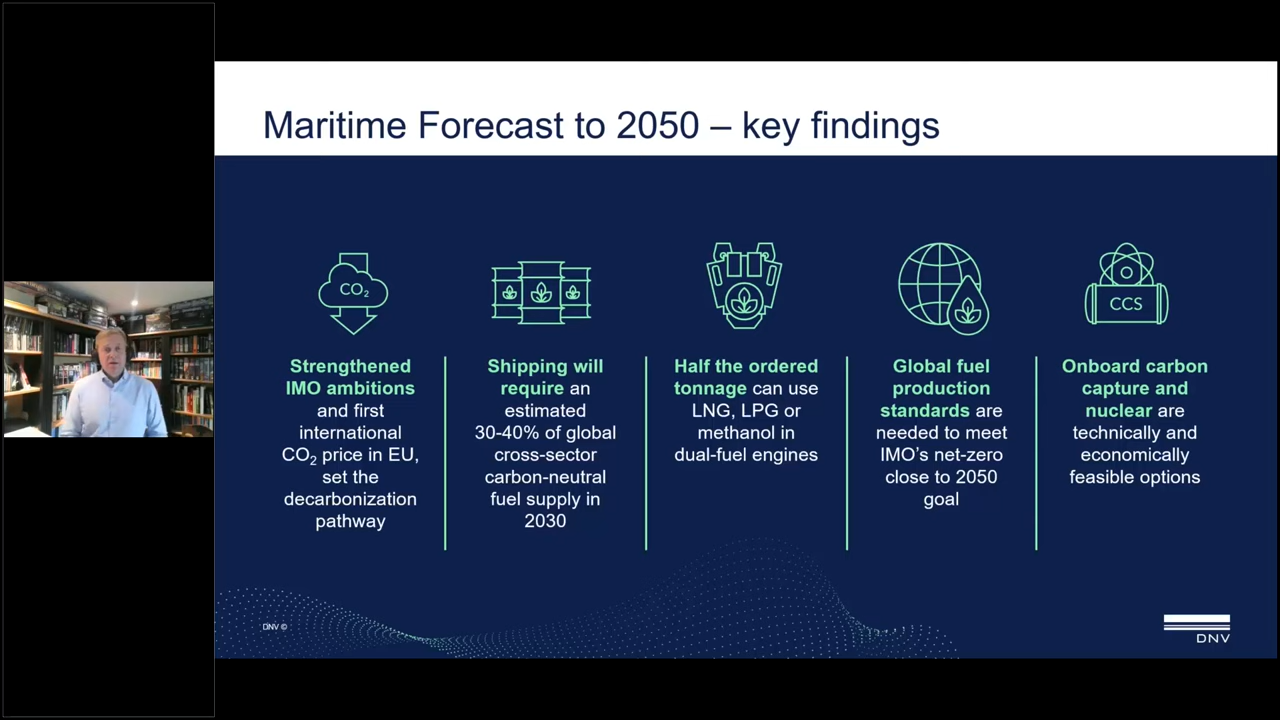 Maritime Forecast to 2050 – key findings
CO₂
Strengthened
IMO ambitions
and first
international
CO₂ price in EU,
set the
decarbonization
pathway
Shipping will
require an
estimated
30-40% of global
cross-sector
carbon-neutral
fuel supply in
2030
Half the ordered
tonnage can use
LNG, LPG or
methanol in
dual-fuel engines
Global fuel
production
standards are
needed to meet
IMO's net-zero
close to 2050
goal
CCS
Onboard carbon
capture and
nuclear are
technically and
economically
feasible options
DNV ©
DNV